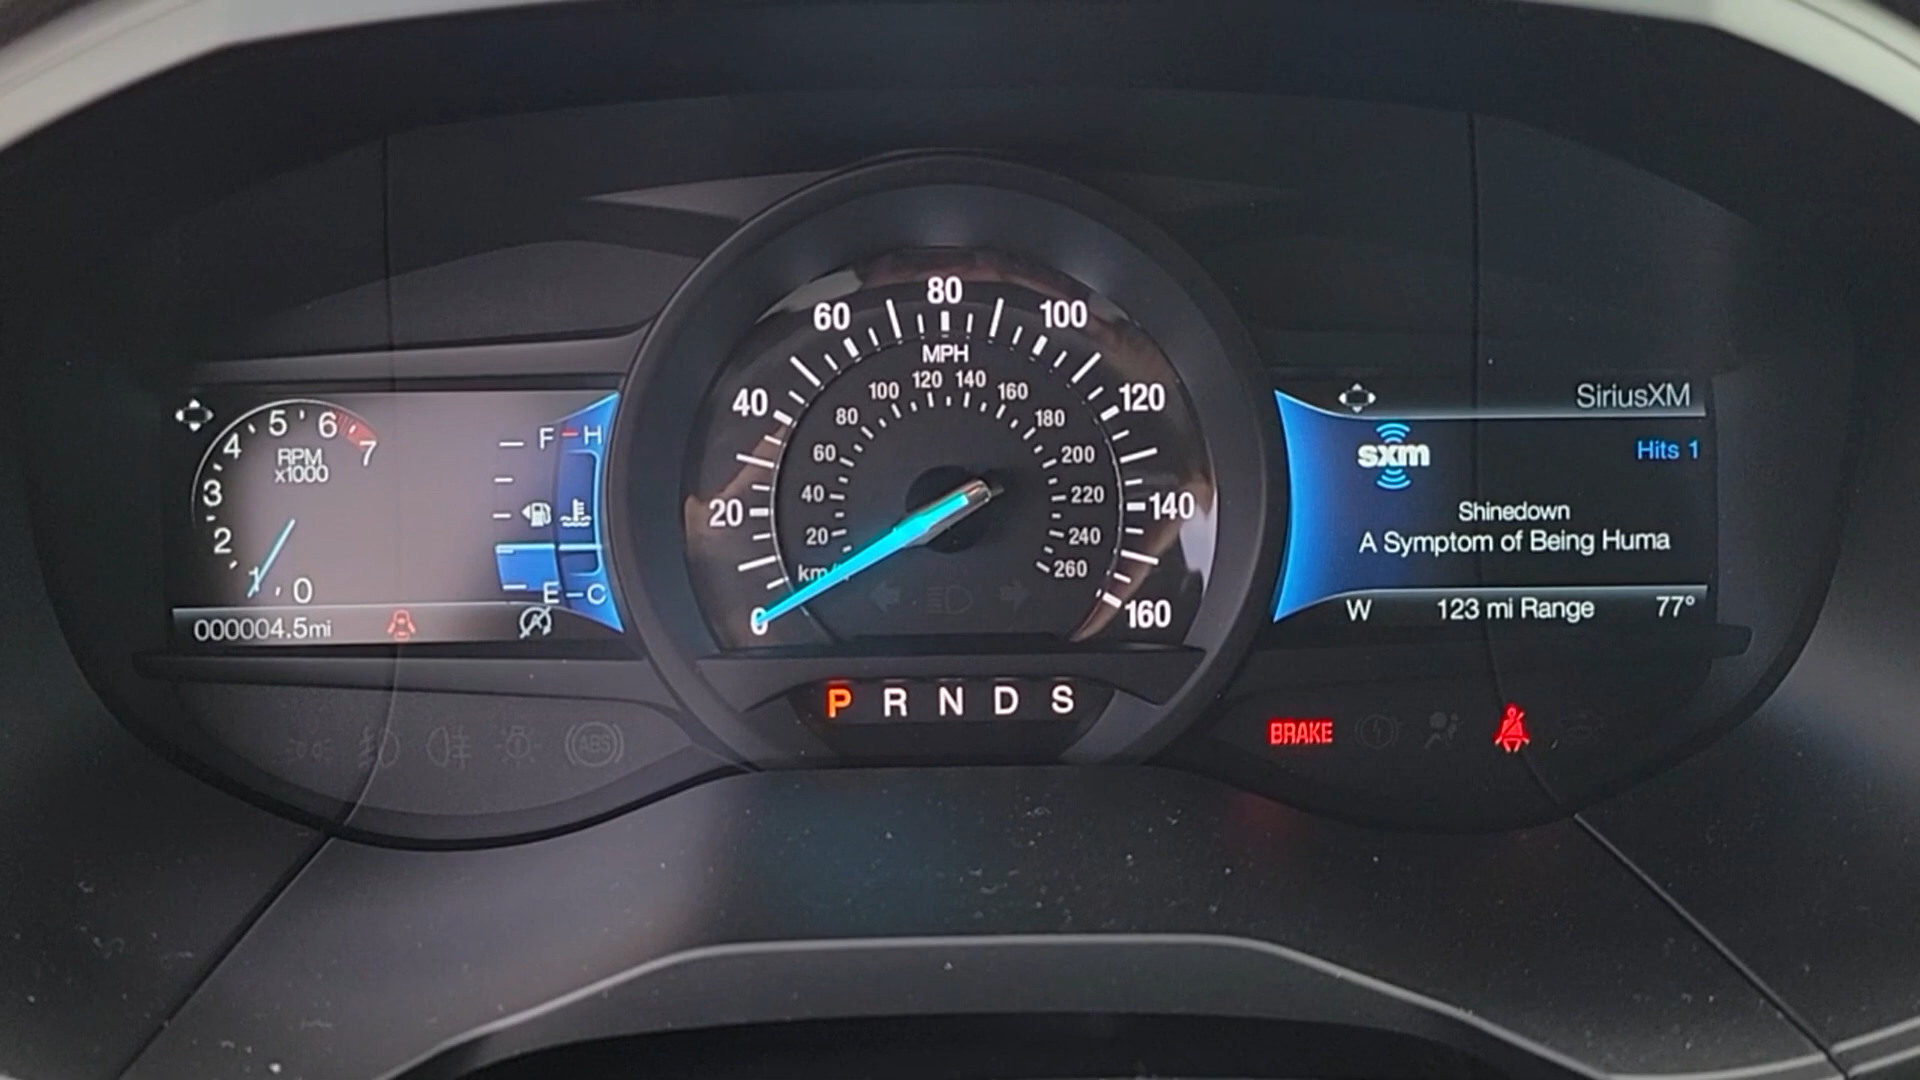 5 6
4 7
RPM
x1000
3
2
1 0
F H
E C
000004.5mi
80
60 100
MPH
40 120
20 140
0 160
120 140
100 160
80 180
60 200
40 220
20 240
260
P R N D S
SiriusXM
sxm
Hits 1
Shinedown
A Symptom of Being Huma
W 123 mi Range 77°
ABS
BRAKE